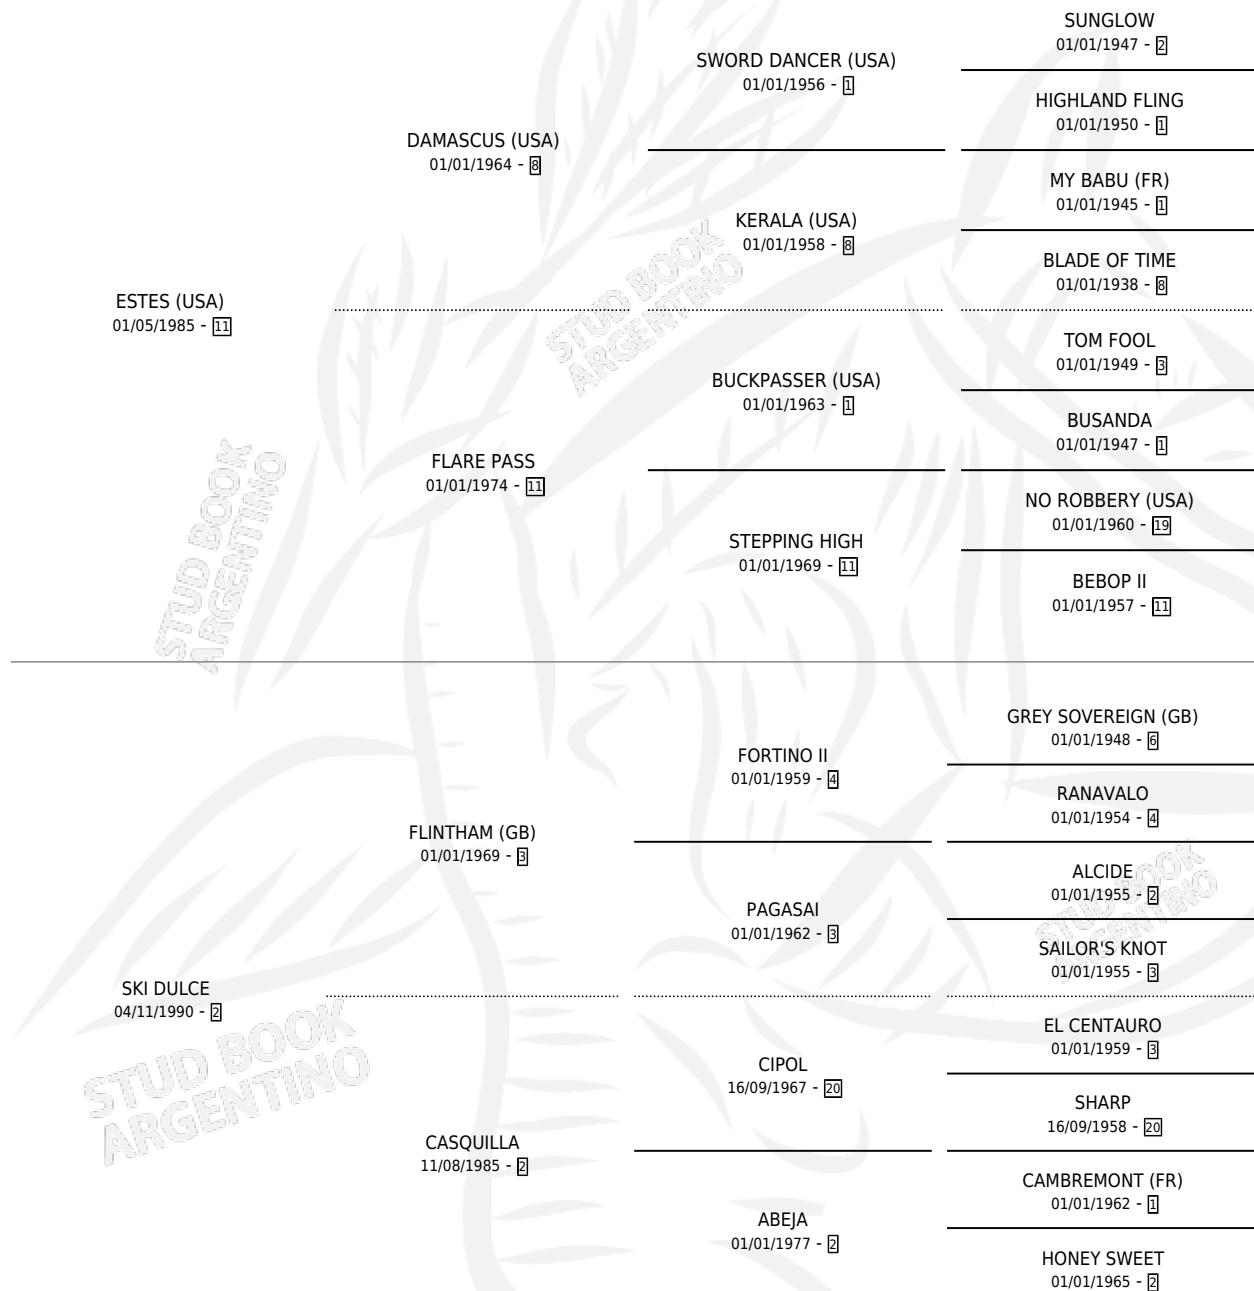 SUNGLOW
01/01/1947 - 2
SWORD DANCER (USA)
01/01/1956 - 1
HIGHLAND FLING
01/01/1950 - 1
DAMASCUS (USA)
01/01/1964 - 8
MY BABU (FR)
01/01/1945 - 1
KERALA (USA)
01/01/1958 - 8
BLADE OF TIME
01/01/1938 - 8
ESTES (USA)
01/05/1985 - 11
TOM FOOL
01/01/1949 - 3
BUCKPASSER (USA)
01/01/1963 - 1
BUSANDA
01/01/1947 - 1
FLARE PASS
01/01/1974 - 11
NO ROBBERY (USA)
01/01/1960 - 19
STEPPING HIGH
01/01/1969 - 11
BEBOP II
01/01/1957 - 11
GREY SOVEREIGN (GB)
01/01/1948 - 6
FORTINO II
01/01/1959 - 4
RANAVALO
01/01/1954 - 4
FLINTHAM (GB)
01/01/1969 - 3
ALCIDE
01/01/1955 - 2
PAGASAI
01/01/1962 - 3
SAILOR'S KNOT
01/01/1955 - 3
SKI DULCE
04/11/1990 - 2
EL CENTAURO
01/01/1959 - 3
CIPOL
16/09/1967 - 20
SHARP
16/09/1958 - 20
CASQUILLA
11/08/1985 - 2
CAMBREMONT (FR)
01/01/1962 - 1
ABEJA
01/01/1977 - 2
HONEY SWEET
01/01/1965 - 2
STUD BOOK
ARGENTINO
STUD BOOK
ARGENTINO
STUD BOOK
ARGENTINO
STUD BOOK
ARGENTINO